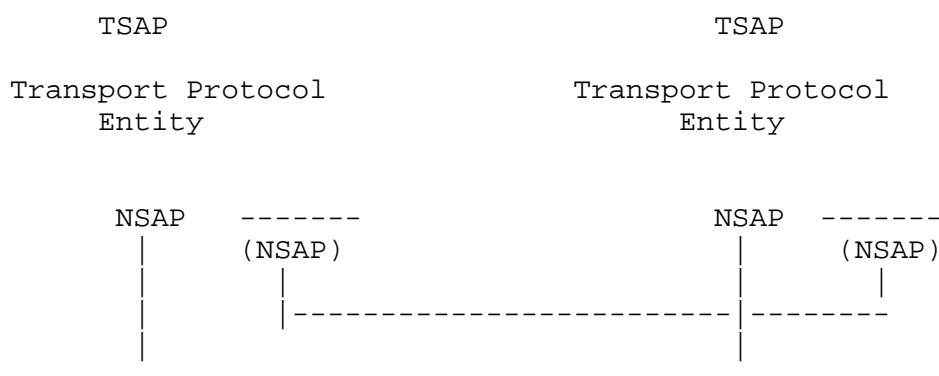 TSAP TSAP
Transport Protocol Transport Protocol
Entity Entity
NSAP ------- NSAP -------
| (NSAP) | (NSAP)
| | | |
| |-------------------------|--------
| |